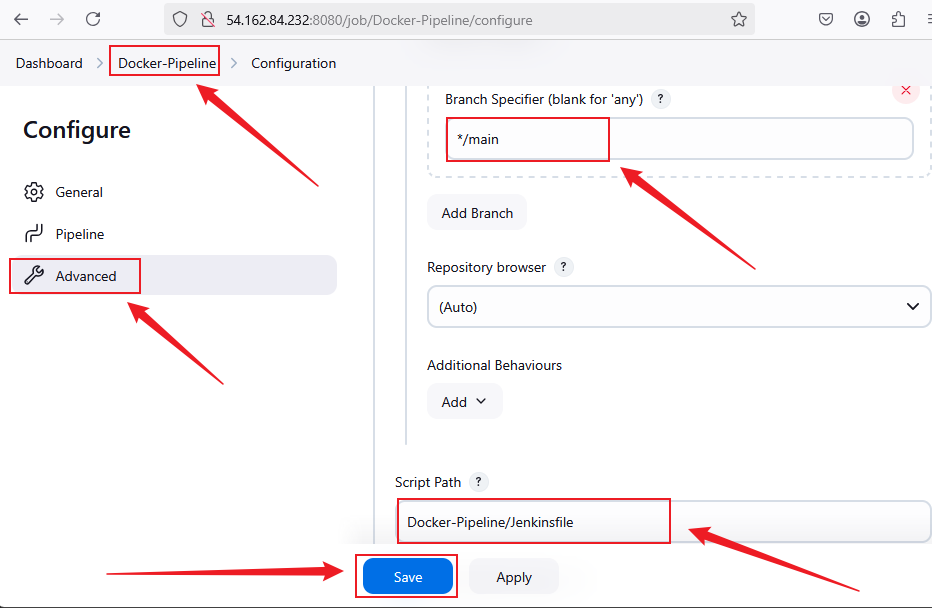 54.162.84.232:8080/job/Docker-Pipeline/configure
Dashboard > Docker-Pipeline > Configuration
Configure
General
Pipeline
Advanced
Branch Specifier (blank for 'any') ?
*/main
Add Branch
Repository browser ?
(Auto)
Additional Behaviours
Add
Script Path ?
Docker-Pipeline/Jenkinsfile
Save
Apply